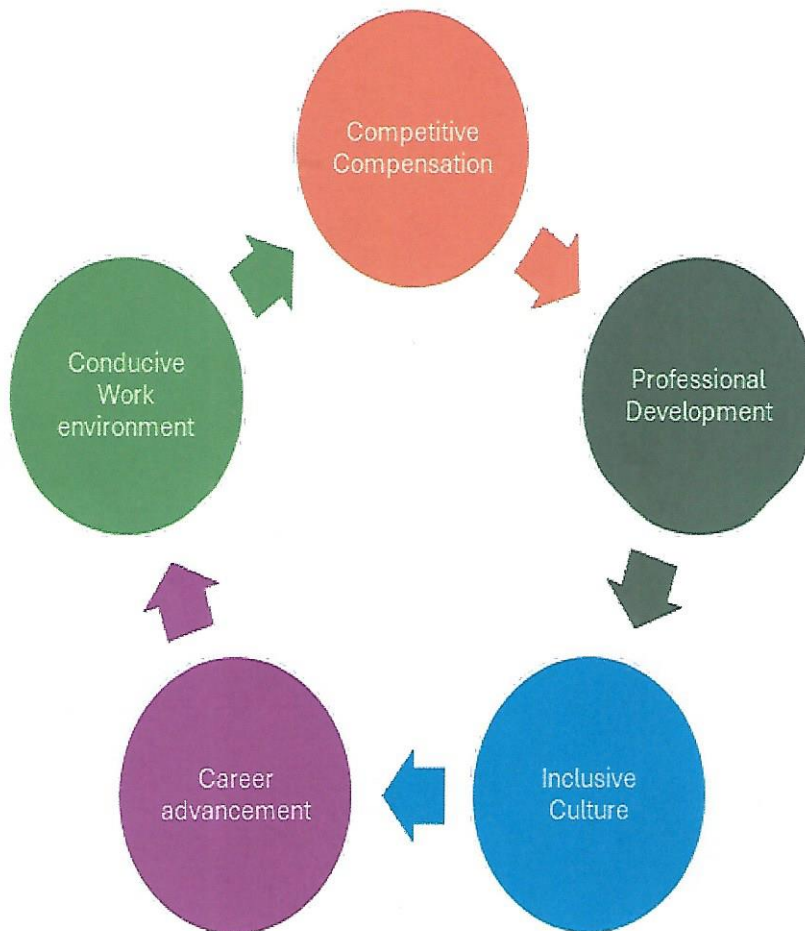 Competitive
Compensation
Professional
Development
Inclusive
Culture
Career
advancement
Conducive
Work
environment